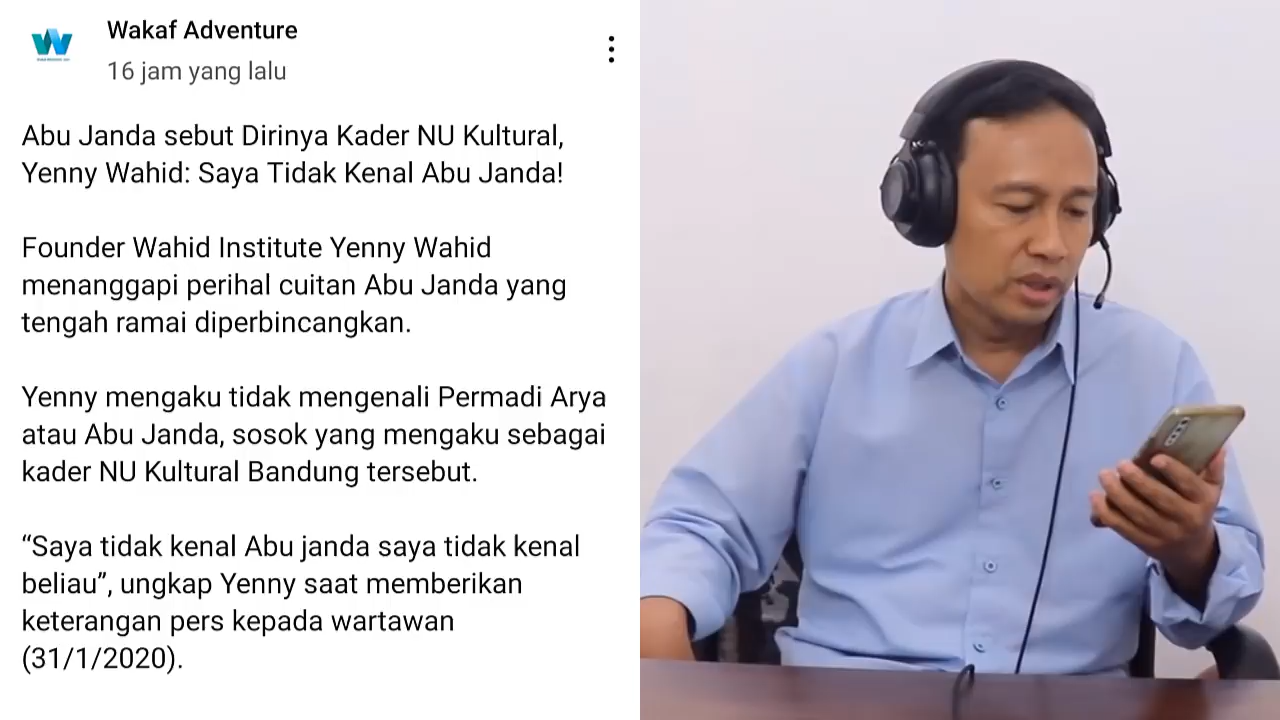 Wakaf Adventure
16 jam yang lalu
Abu Janda sebut Dirinya Kader NU Kultural,
Yenny Wahid: Saya Tidak Kenal Abu Janda!
Founder Wahid Institute Yenny Wahid
menanggapi perihal cuitan Abu Janda yang
tengah ramai diperbincangkan.
Yenny mengaku tidak mengenali Permadi Arya
atau Abu Janda, sosok yang mengaku sebagai
kader NU Kultural Bandung tersebut.
“Saya tidak kenal Abu janda saya tidak kenal
beliau”, ungkap Yenny saat memberikan
keterangan pers kepada wartawan
(31/1/2020).